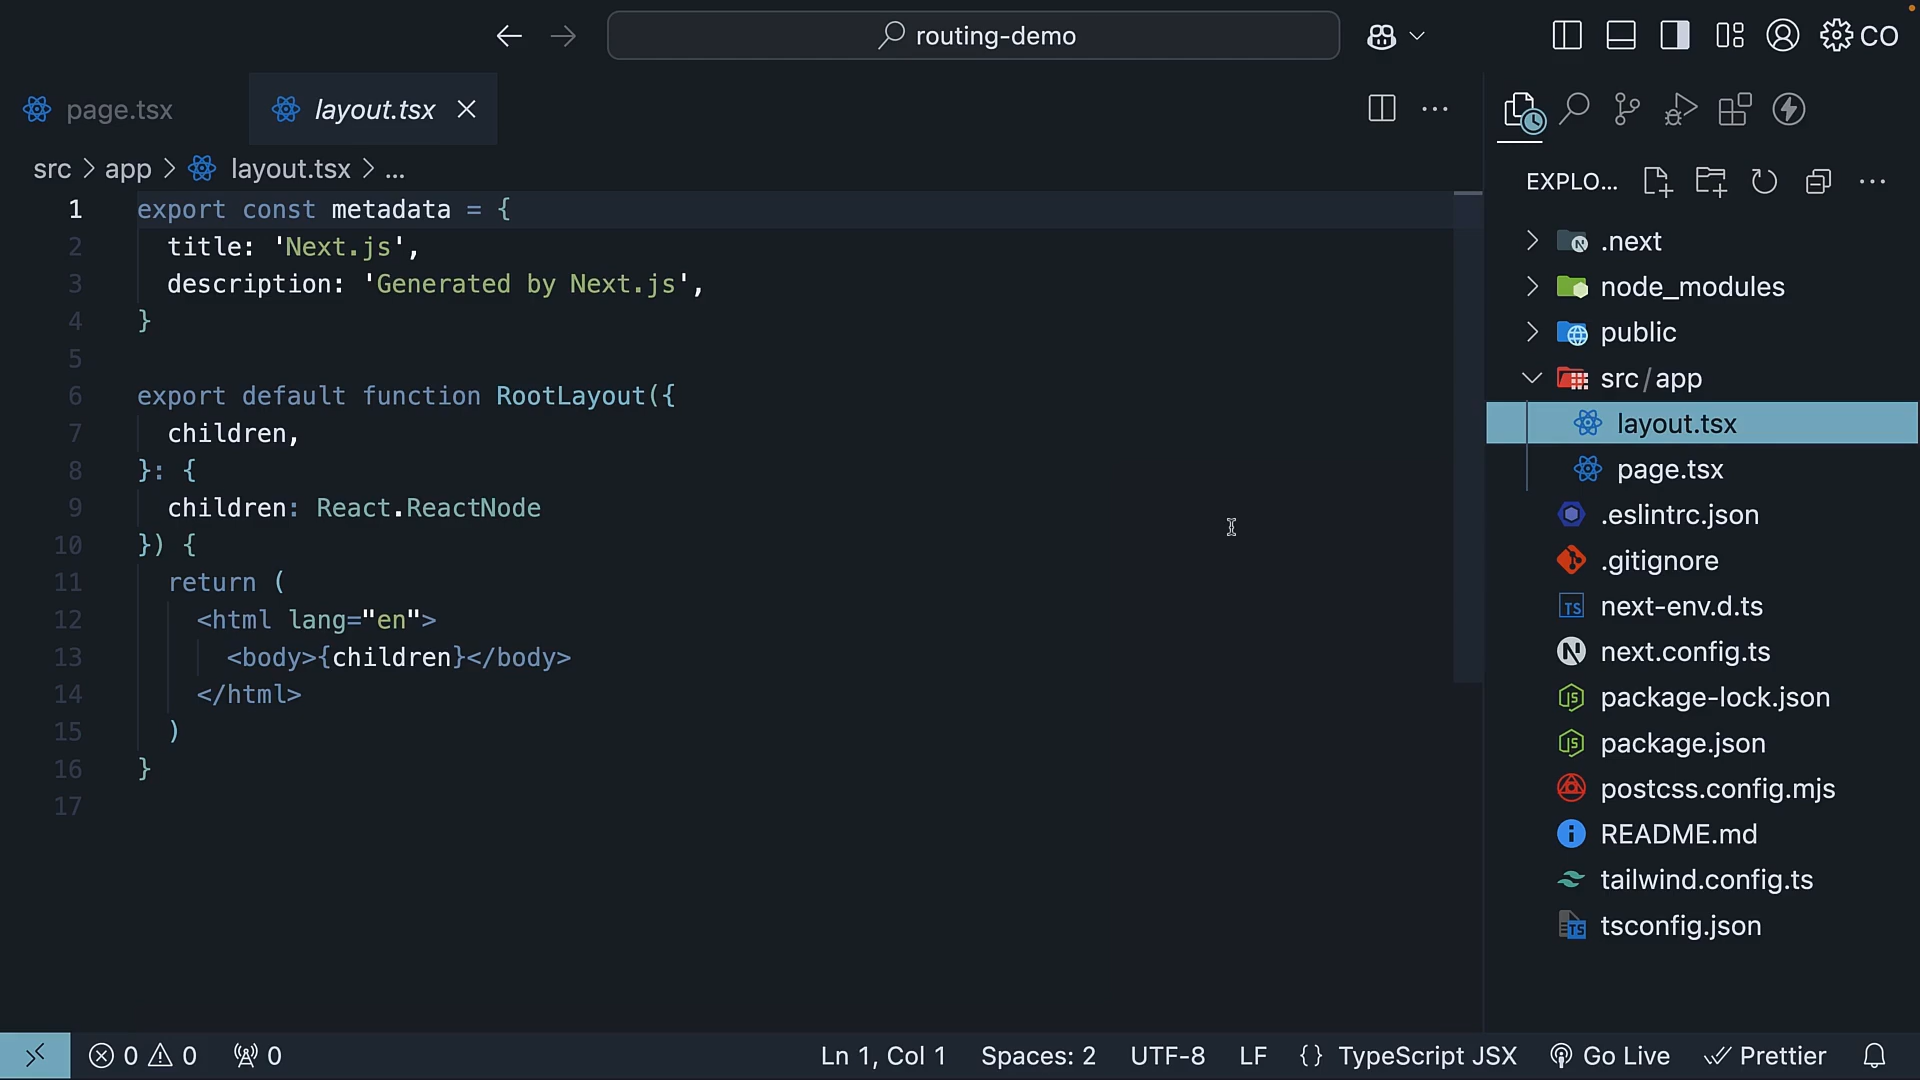 routing-demo
CO
page.tsx
layout.tsx
src > app > layout.tsx > ...
1 export const metadata = {
2 title: 'Next.js',
3 description: 'Generated by Next.js',
4 }
5
6 export default function RootLayout({
7 children,
8 }: {
9 children: React.ReactNode
10 }) {
11 return (
12 <html lang="en">
13 <body>{children}</body>
14 </html>
15 )
16 }
17
EXPLO...
.next
node_modules
public
src/app
layout.tsx
page.tsx
.eslintrc.json
.gitignore
next-env.d.ts
next.config.ts
package-lock.json
package.json
postcss.config.mjs
README.md
tailwind.config.ts
tsconfig.json
0 0 0 Ln 1, Col 1 Spaces: 2 UTF-8 LF {} TypeScript JSX Go Live Prettier